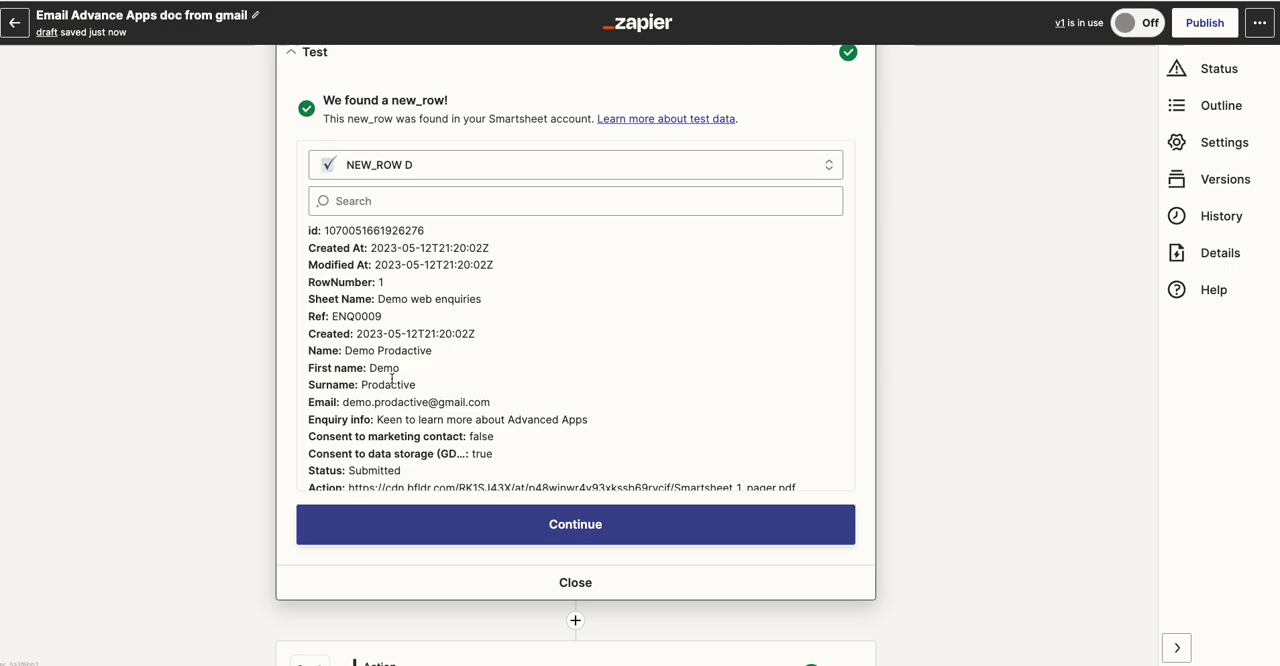 Email Advance Apps doc from gmail
draft saved just now
zapier
v1 is in use
Off
Publish
Test
We found a new_row!
This new_row was found in your Smartsheet account. Learn more about test data.
NEW_ROW D
Search
id: 1070051661926276
Created At: 2023-05-12T21:20:02Z
Modified At: 2023-05-12T21:20:02Z
RowNumber: 1
Sheet Name: Demo web enquiries
Ref: ENQ0009
Created: 2023-05-12T21:20:02Z
Name: Demo Prodactive
First name: Demo
Surname: Prodactive
Email: demo.prodactive@gmail.com
Enquiry info: Keen to learn more about Advanced Apps
Consent to marketing contact: false
Consent to data storage (GD...: true
Status: Submitted
Action:
Continue
Close
Action
Status
Outline
Settings
Versions
History
Details
Help